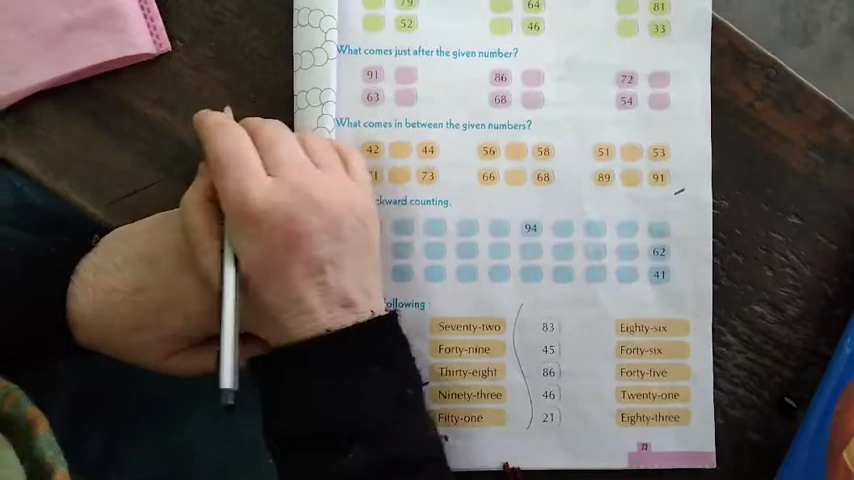 79 64 81
52 46 33
What comes just after the given number?
91 86 72
63 68 54
What comes in between the given numbers?
42 44 56 58 51 53
73 66 68 89 91
ckward counting.
94
62
41
following :
Seventy-two 83 Eighty-six
Forty-nine 45 Forty-six
Thirty-eight 86 Forty-five
Ninety-three 46 Twenty-one
Fifty-one 21 Eighty-three